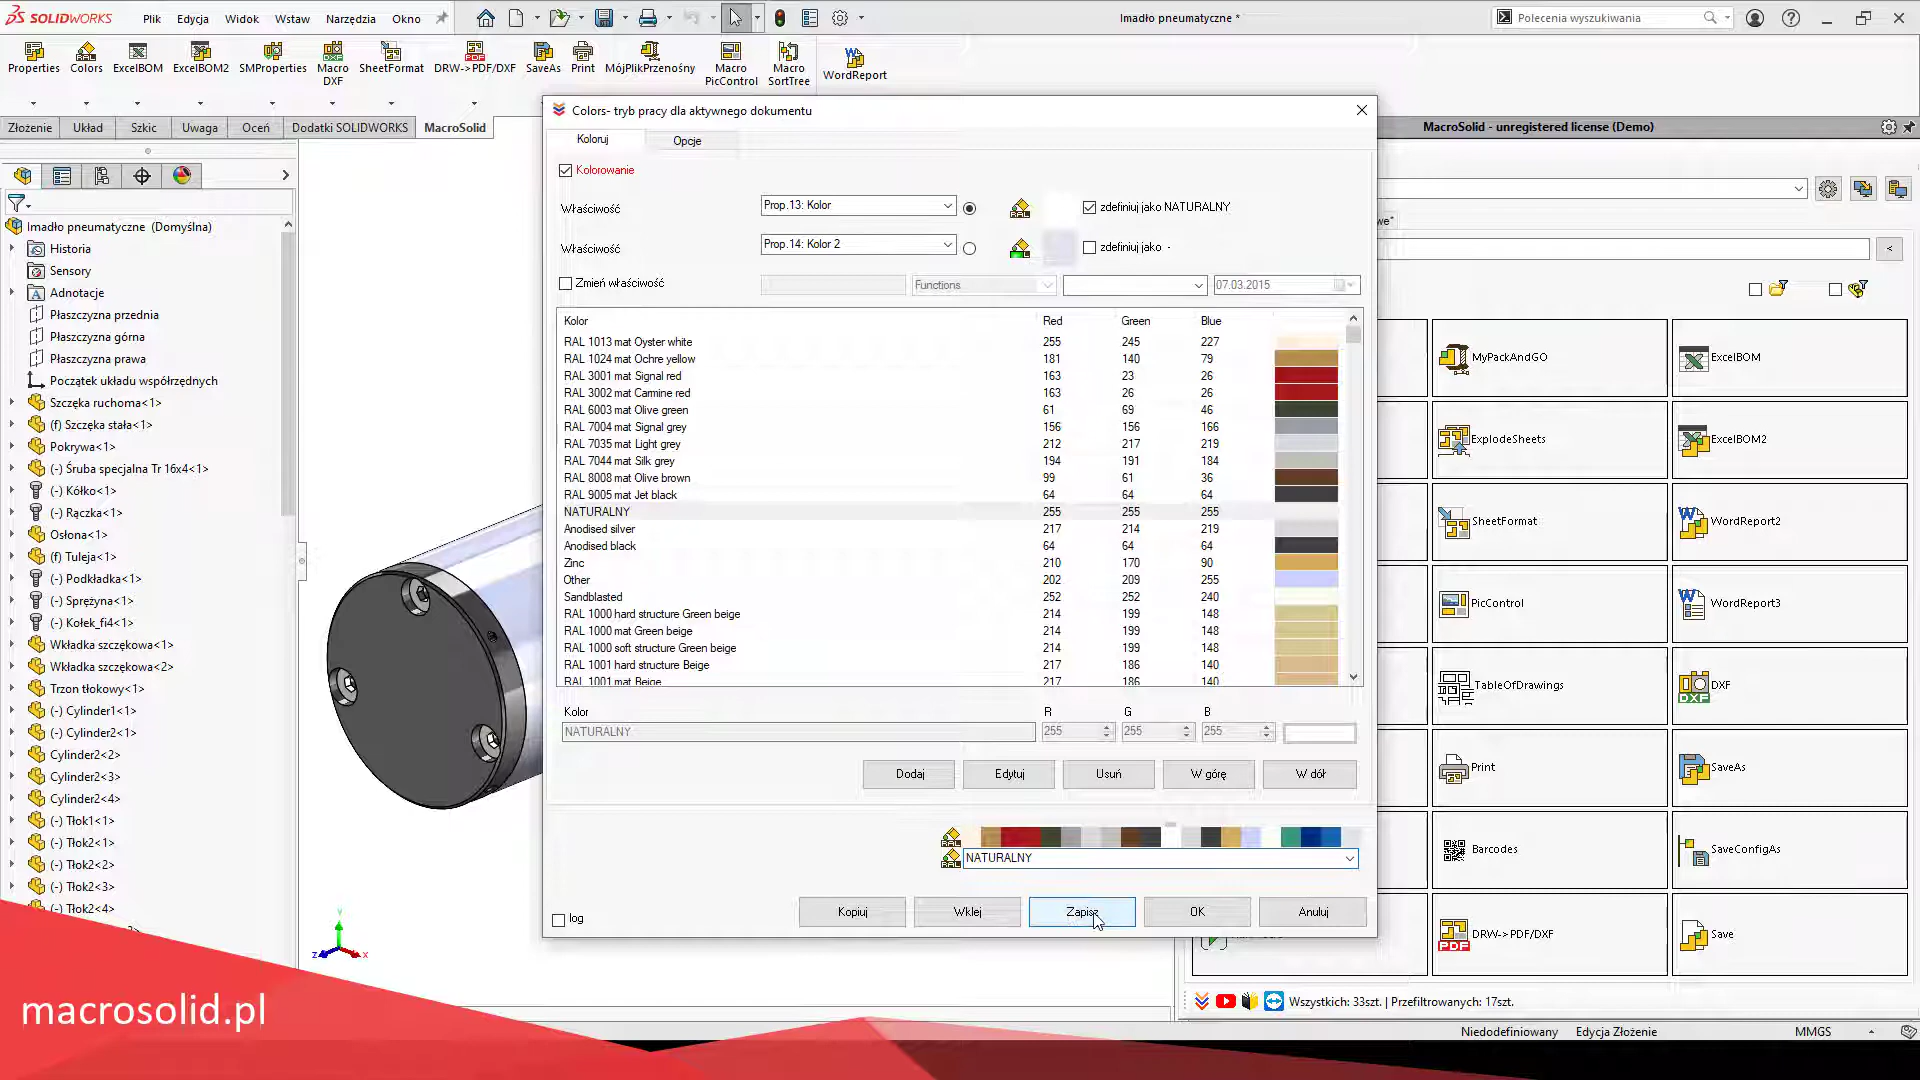 SOLIDWORKS Plik Edycja Widok Wstaw Narzędzia Okno Imadło pneumatyczne * Polecenia wyszukiwania
Properties Colors ExcelBOM ExcelBOM2 SMProperties Macro DXF SheetFormat DRW->PDF/DXF SaveAs Print MójPlikPrzenośny Macro PicControl Macro SortTree WordReport
Złożenie Układ Szkic Uwaga Oceń Dodatki SOLIDWORKS MacroSolid
Imadło pneumatyczne (Domyślna)
Historia
Sensory
Adnotacje
Płaszczyzna przednia
Płaszczyzna górna
Płaszczyzna prawa
Początek układu współrzędnych
Szczęka ruchoma<1>
(f) Szczęka stała<1>
Pokrywa<1>
(-) Śruba specjalna Tr 16x4<1>
(-) Kółko<1>
(-) Rączka<1>
Osłona<1>
(f) Tuleja<1>
(-) Podkładka<1>
(-) Sprężyna<1>
(-) Kołek_fi4<1>
Wkładka szczękowa<1>
Wkładka szczękowa<2>
Trzon tłokowy<1>
(-) Cylinder1<1>
(-) Cylinder2<1>
Cylinder2<2>
Cylinder2<3>
Cylinder2<4>
(-) Tłok1<1>
(-) Tłok2<1>
(-) Tłok2<2>
(-) Tłok2<3>
(-) Tłok2<4>
Y
Z X
macrosolid.pl
Colors- tryb pracy dla aktywnego dokumentu
Koloruj Opcje
Kolorowanie
Właściwość Prop.13: Kolor RAL zdefiniuj jako NATURALNY
Właściwość Prop.14: Kolor 2 zdefiniuj jako -
Zmień właściwość Functions 07.03.2015
Kolor Red Green Blue
RAL 1013 mat Oyster white 255 245 227
RAL 1024 mat Ochre yellow 181 140 79
RAL 3001 mat Signal red 163 23 26
RAL 3002 mat Carmine red 163 26 26
RAL 6003 mat Olive green 61 69 46
RAL 7004 mat Signal grey 156 156 166
RAL 7035 mat Light grey 212 217 219
RAL 7044 mat Silk grey 194 191 184
RAL 8008 mat Olive brown 99 61 36
RAL 9005 mat Jet black 64 64 64
NATURALNY 255 255 255
Anodised silver 217 214 219
Anodised black 64 64 64
Zinc 210 170 90
Other 202 209 255
Sandblasted 252 252 240
RAL 1000 hard structure Green beige 214 199 148
RAL 1000 mat Green beige 214 199 148
RAL 1000 soft structure Green beige 214 199 148
RAL 1001 hard structure Beige 217 186 140
RAL 1001 mat Beige 217 186 140
Kolor R G B
NATURALNY 255 255 255
Dodaj Edytuj Usuń W górę W dół
RAL
RAL NATURALNY
log Kopiuj Wklej Zapisz OK Anuluj
MacroSolid - unregistered license (Demo)
we*
<
MyPackAndGO ExcelBOM
ExplodeSheets ExcelBOM2
SheetFormat WordReport2
PicControl WordReport3
TableOfDrawings DXF
Print SaveAs
Barcodes SaveConfigAs
DRW->PDF/DXF Save
Wszystkich: 33szt. | Przefiltrowanych: 17szt.
Niedodefiniowany Edycja Złożenie MMGS